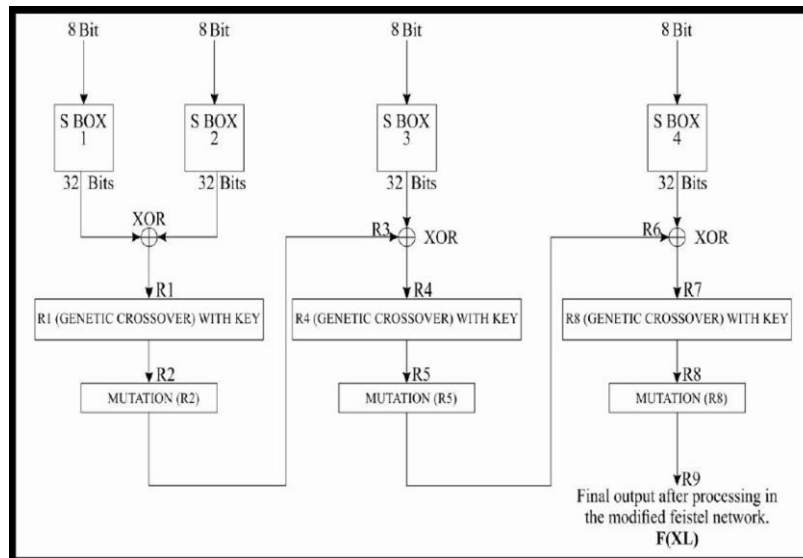 8 Bit
8 Bit
8 Bit
8 Bit
S BOX
1
S BOX
2
S BOX
3
S BOX
4
32 Bits
32 Bits
32 Bits
32 Bits
XOR
R3
XOR
R6
XOR
R1
R4
R7
R1 (GENETIC CROSSOVER) WITH KEY
R4 (GENETIC CROSSOVER) WITH KEY
R8 (GENETIC CROSSOVER) WITH KEY
R2
R5
R8
MUTATION (R2)
MUTATION (R5)
MUTATION (R8)
R9
Final output after processing in
the modified feistel network.
F(XL)